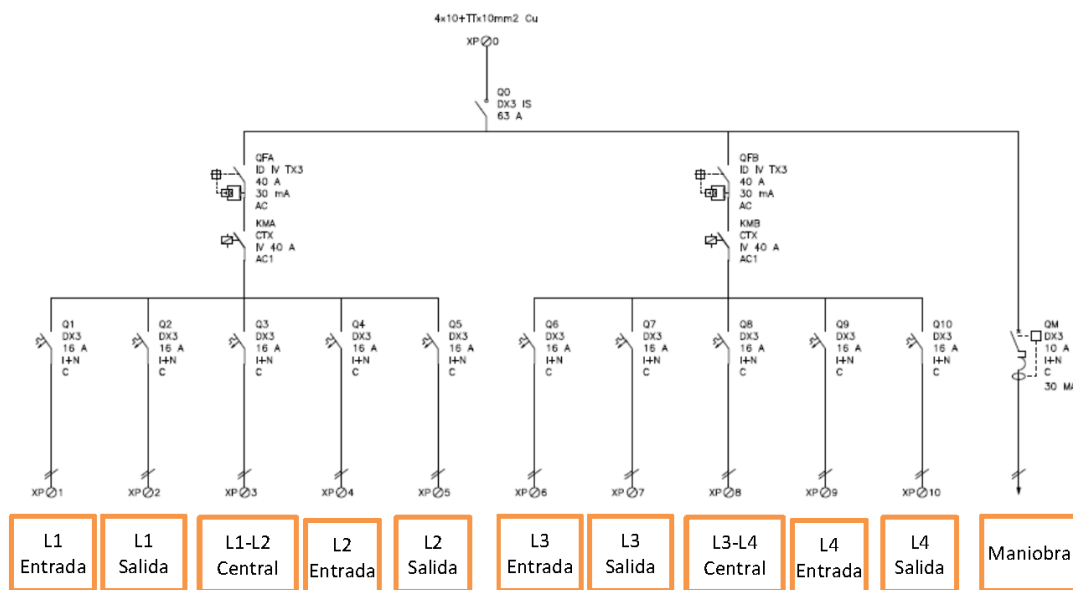 4x10+TTx10mm2 Cu
XP 0
Q0
DX3 IS
63 A
QFA
ID IV TX3
40 A
30 mA
AC
QFB
ID IV TX3
40 A
30 mA
AC
KMA
CTX
IV 40 A
AC1
KMB
CTX
IV 40 A
AC1
Q1
DX3
16 A
I+N
C
Q2
DX3
16 A
I+N
C
Q3
DX3
16 A
I+N
C
Q4
DX3
16 A
I+N
C
Q5
DX3
16 A
I+N
C
Q6
DX3
16 A
I+N
C
Q7
DX3
16 A
I+N
C
Q8
DX3
16 A
I+N
C
Q9
DX3
16 A
I+N
C
Q10
DX3
16 A
I+N
C
QM
DX3
10 A
I+N
C
30 MA
XP 1
XP 2
XP 3
XP 4
XP 5
XP 6
XP 7
XP 8
XP 9
XP 10
L1
Entrada
L1
Salida
L1-L2
Central
L2
Entrada
L2
Salida
L3
Entrada
L3
Salida
L3-L4
Central
L4
Entrada
L4
Salida
Maniobra